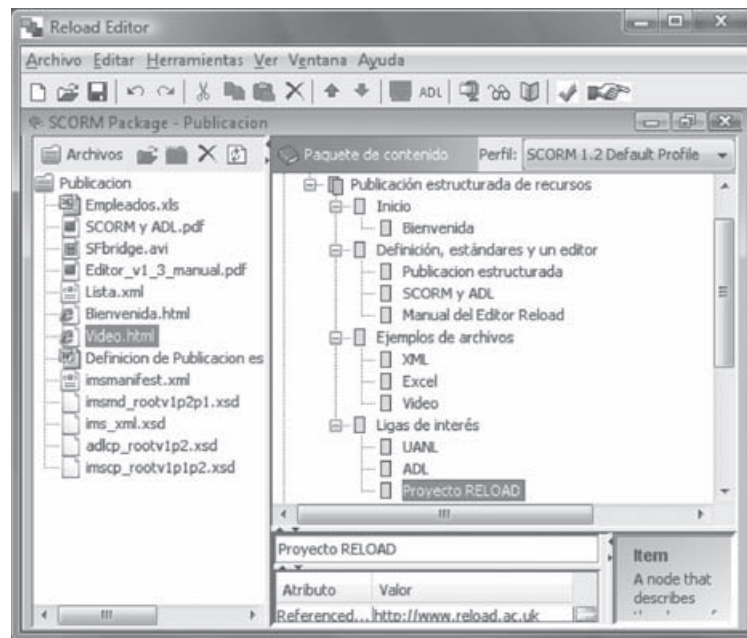 Reload Editor
Archivo Editar Herramientas Ver Ventana Ayuda
ADL
SCORM Package - Publicacion
Archivos
Publicacion
Empleados.xls
SCORM y ADL.pdf
SFbridge.avi
Editor_v1_3_manual.pdf
Lista.xml
Bienvenida.html
Video.html
Definicion de Publicacion es
imsmanifest.xml
imsmd_rootv1p2p1.xsd
ims_xml.xsd
adlcp_rootv1p2.xsd
imscp_rootv1p1p2.xsd
Paquete de contenido Perfil: SCORM 1.2 Default Profile
Publicación estructurada de recursos
Inicio
Bienvenida
Definición, estándares y un editor
Publicacion estructurada
SCORM y ADL
Manual del Editor Reload
Ejemplos de archivos
XML
Excel
Video
Ligas de interés
UANL
ADL
Proyecto RELOAD
Proyecto RELOAD
Atributo Valor
Referenced... http://www.reload.ac.uk
Item
A node that
describes